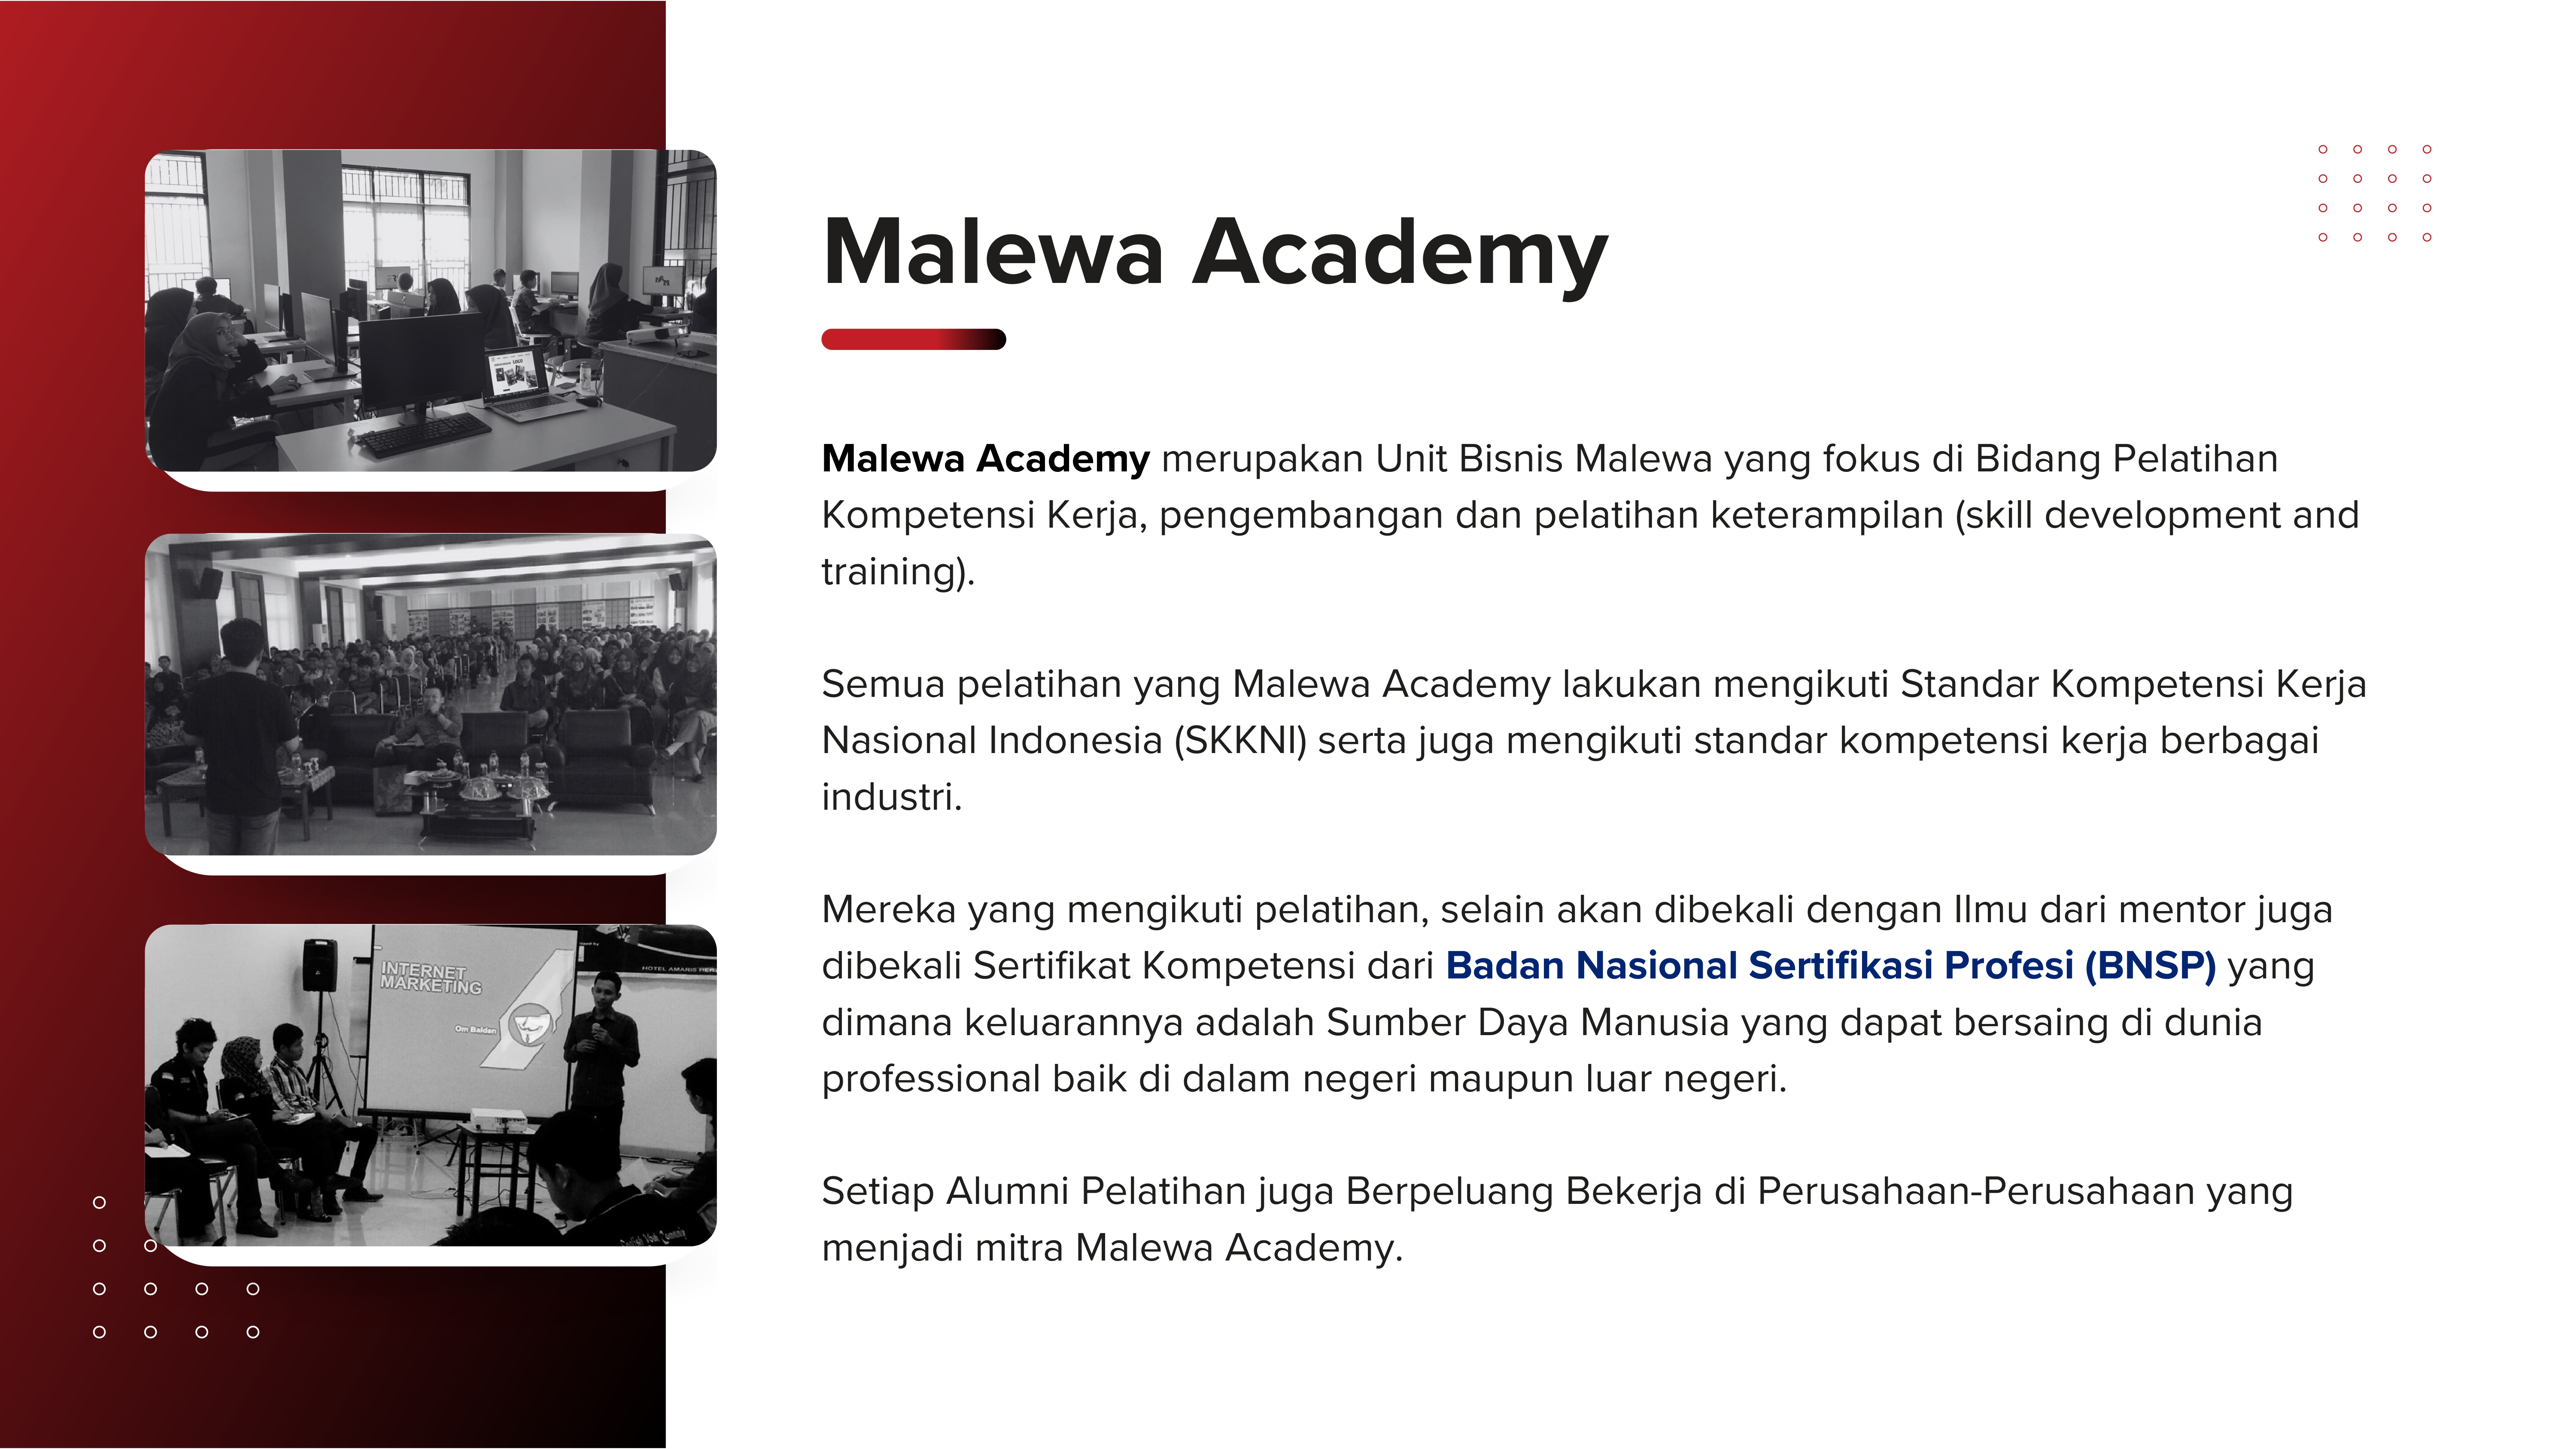 Malewa Academy
Malewa Academy merupakan Unit Bisnis Malewa yang fokus di Bidang Pelatihan
Kompetensi Kerja, pengembangan dan pelatihan keterampilan (skill development and
training).
Semua pelatihan yang Malewa Academy lakukan mengikuti Standar Kompetensi Kerja
Nasional Indonesia (SKKNI) serta juga mengikuti standar kompetensi kerja berbagai
industri.
Mereka yang mengikuti pelatihan, selain akan dibekali dengan Ilmu dari mentor juga
dibekali Sertifikat Kompetensi dari Badan Nasional Sertifikasi Profesi (BNSP) yang
dimana keluarannya adalah Sumber Daya Manusia yang dapat bersaing di dunia
professional baik di dalam negeri maupun luar negeri.
Setiap Alumni Pelatihan juga Berpeluang Bekerja di Perusahaan-Perusahaan yang
menjadi mitra Malewa Academy.
LOGO
INTERNET
MARKETING
Om Baldan
HOTEL AMARIS